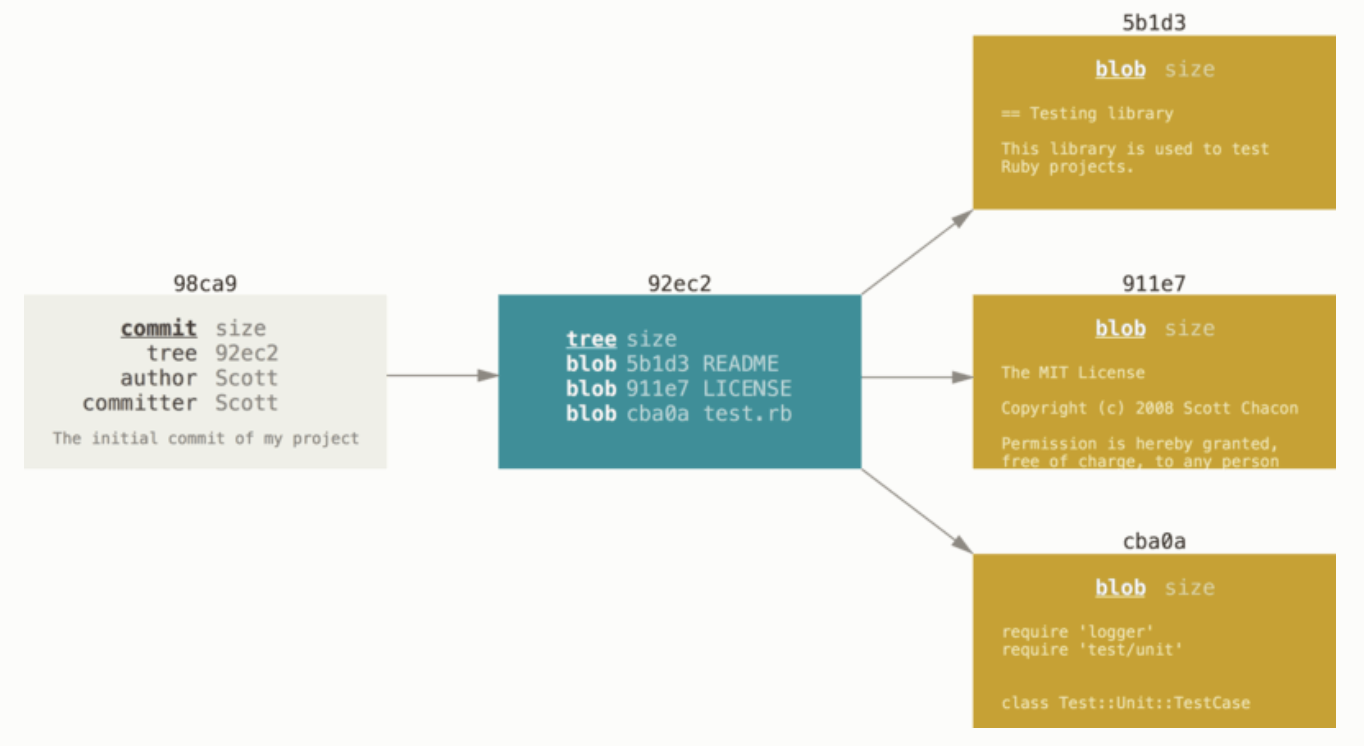 98ca9
commit size
tree 92ec2
author Scott
committer Scott
The initial commit of my project
92ec2
tree size
blob 5b1d3 README
blob 911e7 LICENSE
blob cba0a test.rb
5b1d3
blob size
== Testing library
This library is used to test
Ruby projects.
911e7
blob size
The MIT License
Copyright (c) 2008 Scott Chacon
Permission is hereby granted,
free of charge, to any person
cba0a
blob size
require 'logger'
require 'test/unit'
class Test::Unit::TestCase